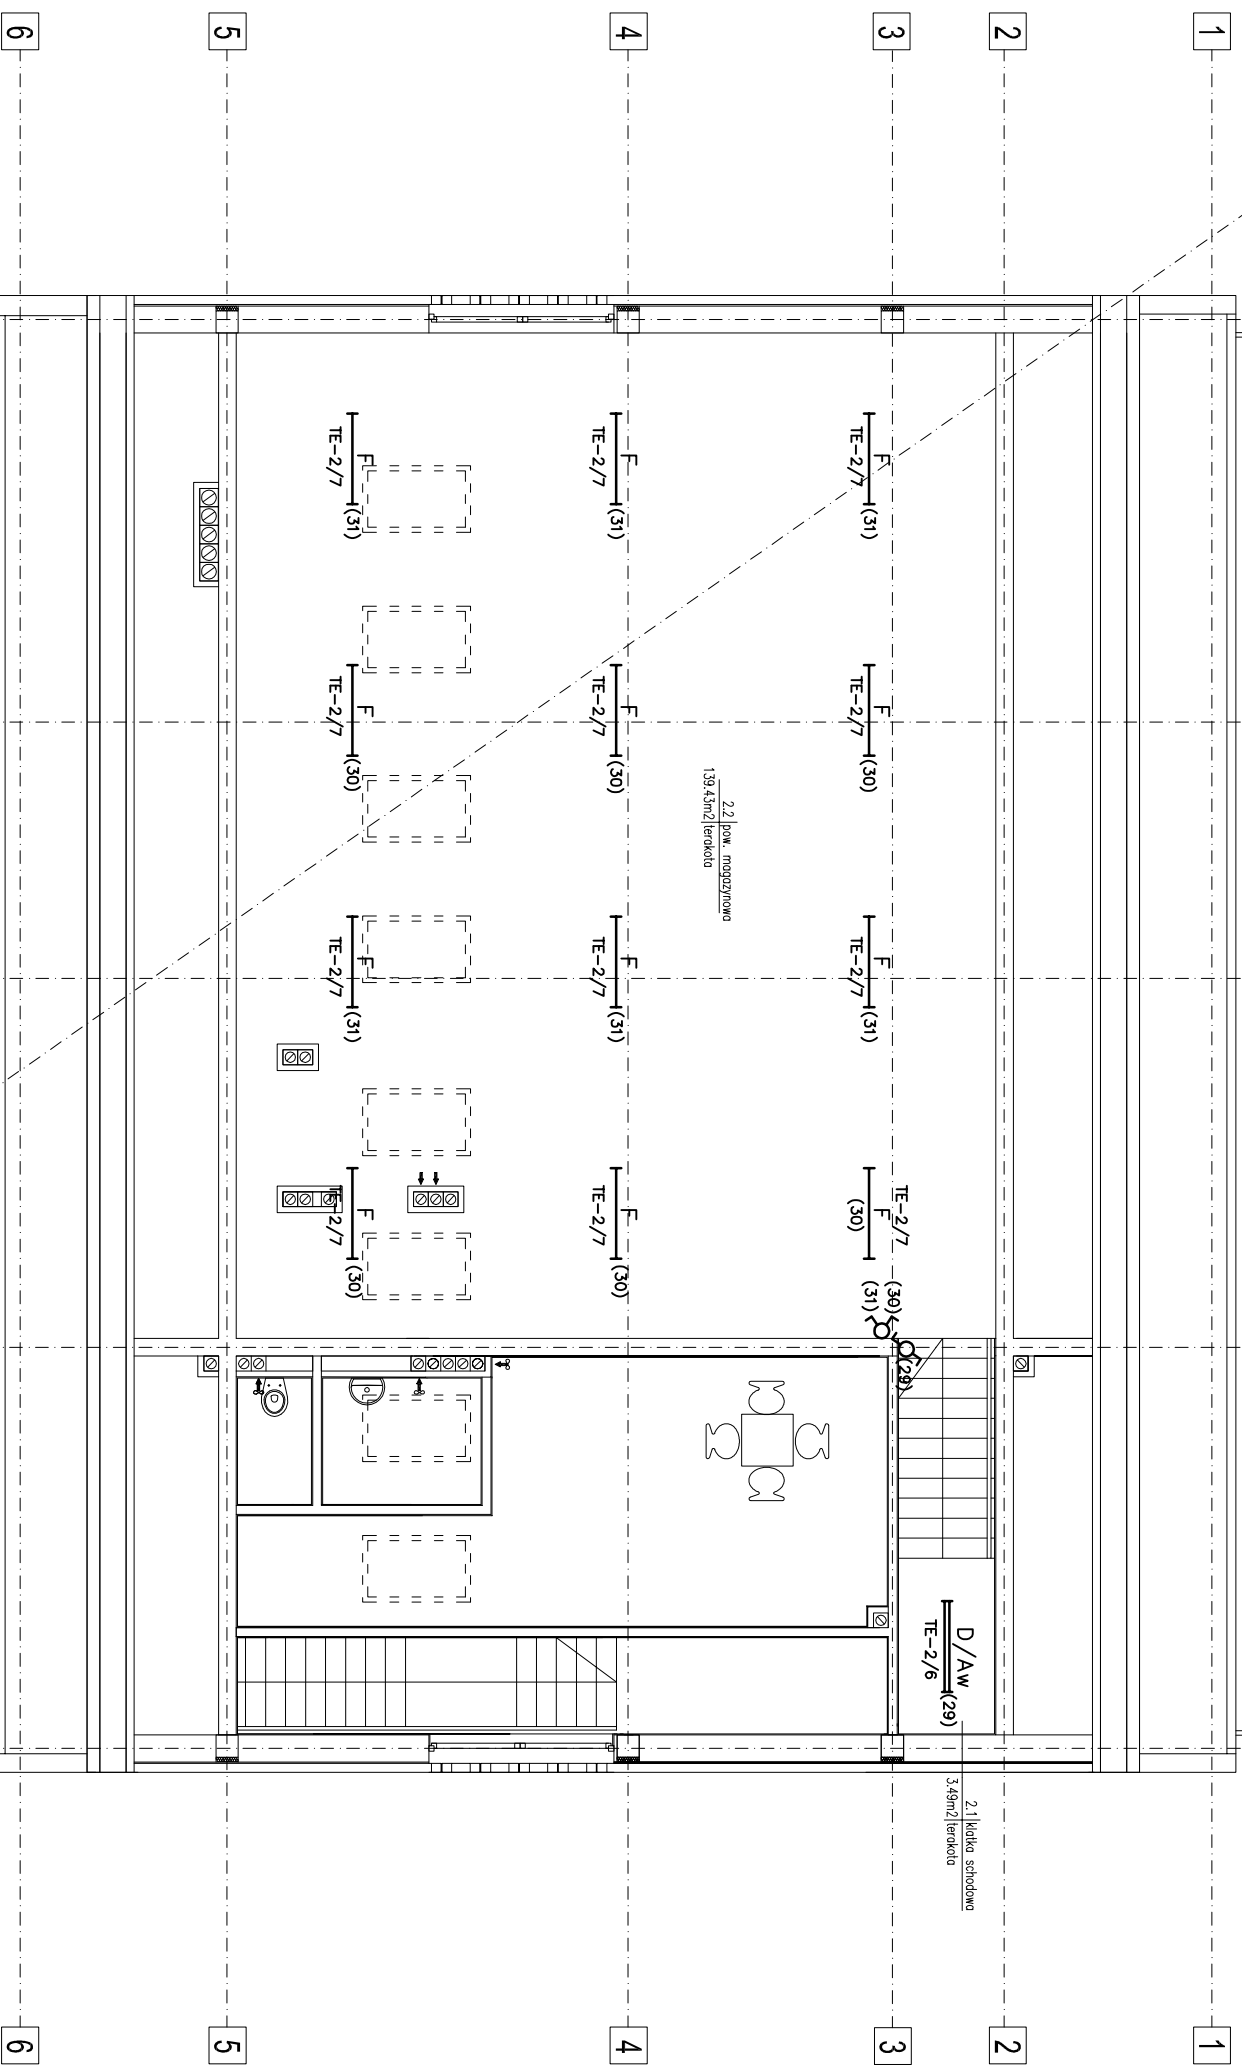 6
5
4
3
2
1
TE-2/7
F
(31)
TE-2/7
F
(31)
TE-2/7
F
(31)
TE-2/7
F
(30)
TE-2/7
F
(30)
TE-2/7
F
(30)
2.2 pow. magazynowa
139.43m2 terakota
TE-2/7
F
(31)
TE-2/7
F
(31)
TE-2/7
F
(31)
TE-2/7
F
(30)
TE-2/7
F
(30)
TE-2/7
F
(30)
(30)
(31)
(29)
D/Aw
TE-2/6
(29)
2.1 klatka schodowa
3.49m2 terakota
6
5
4
3
2
1